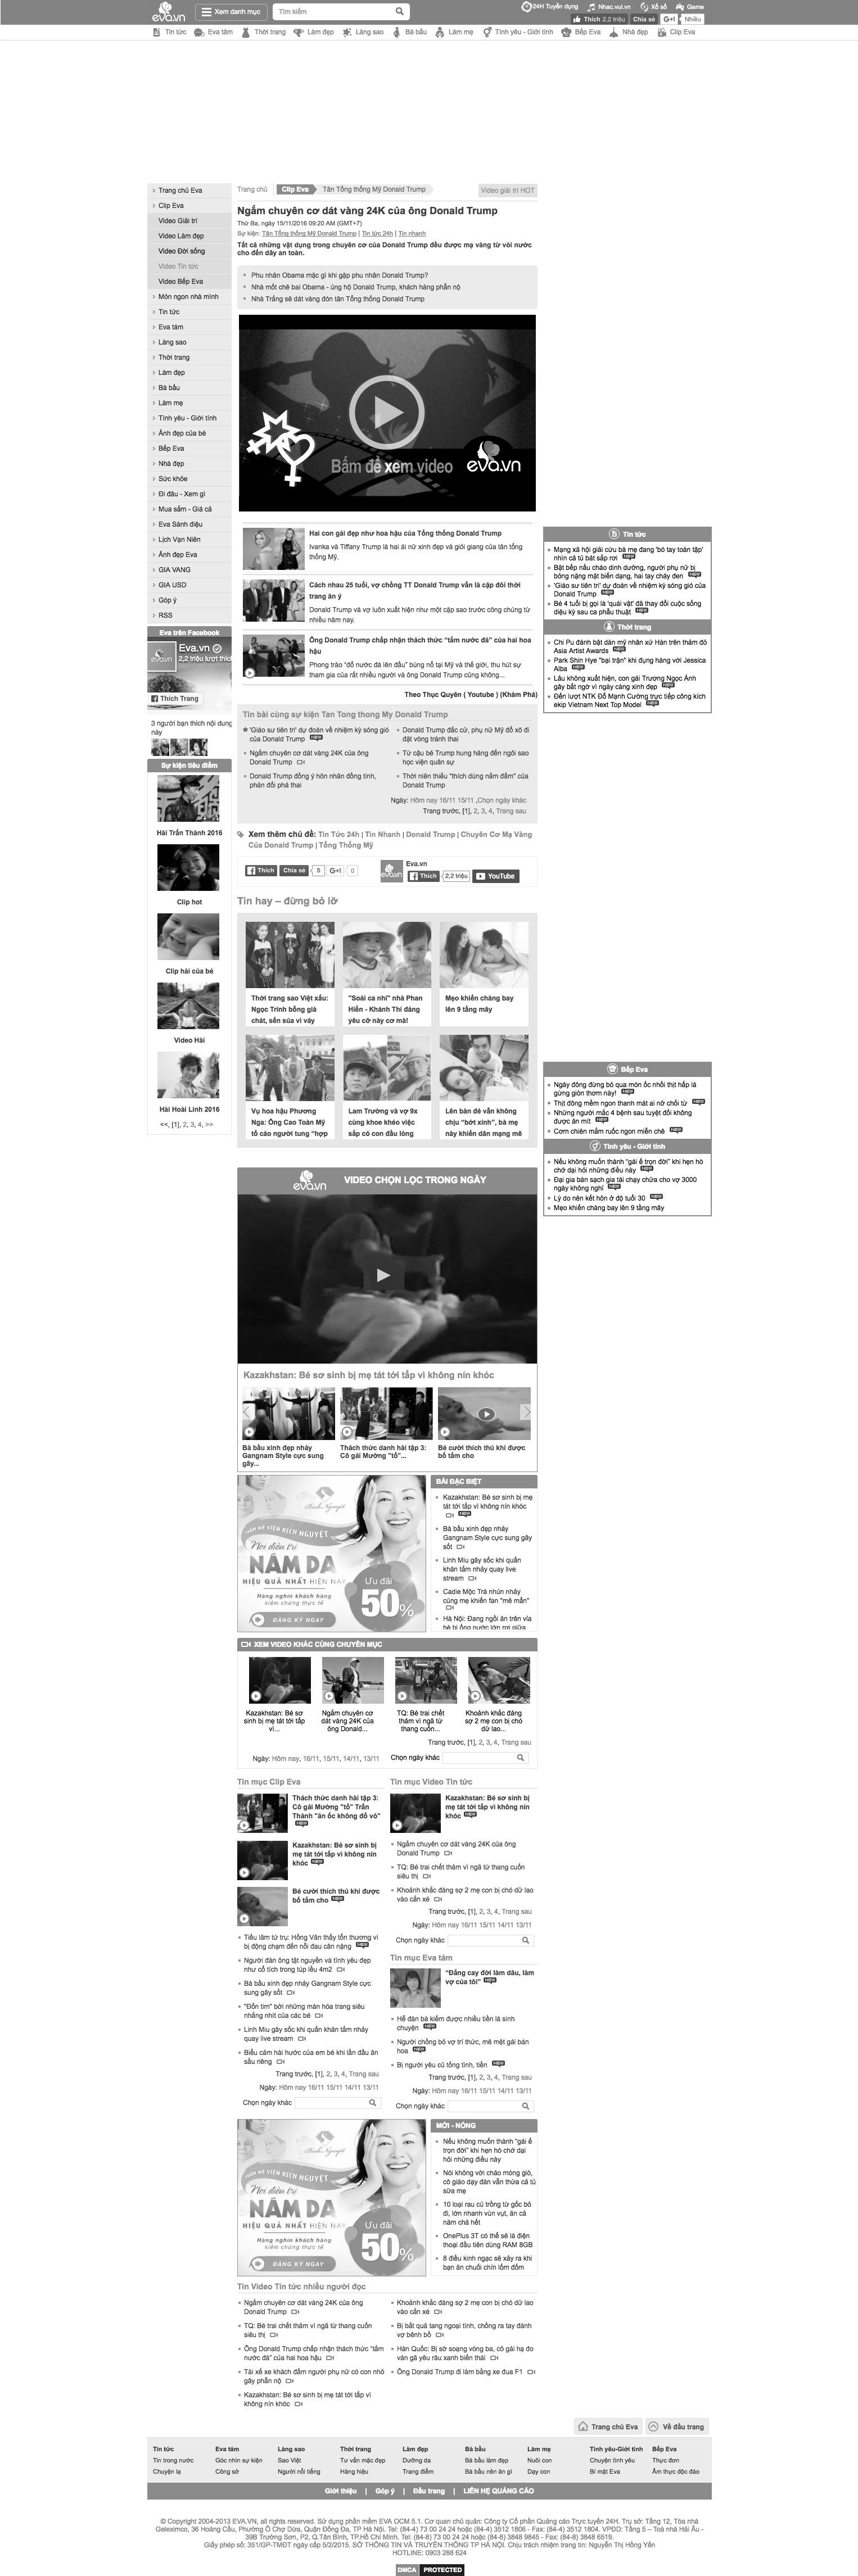 eva.vn
Xem danh mục
Tìm kiếm
24H Tuyển dụng
Nhac.vui.vn
Xổ số
Game
Thích 2,2 triệu
Chia sẻ
G+1
Nhiều
Tin tức
Eva tám
Thời trang
Làm đẹp
Làng sao
Bà bầu
Làm mẹ
Tình yêu - Giới tính
Bếp Eva
Nhà đẹp
Clip Eva
Trang chủ Eva
Clip Eva
Video Giải trí
Video Làm đẹp
Video Đời sống
Video Tin tức
Video Bếp Eva
Món ngon nhà mình
Tin tức
Eva tám
Làng sao
Thời trang
Làm đẹp
Bà bầu
Làm mẹ
Tình yêu - Giới tính
Ảnh đẹp của bé
Bếp Eva
Nhà đẹp
Sức khỏe
Đi đâu - Xem gì
Mua sắm - Giá cả
Eva Sành điệu
Lịch Vạn Niên
Ảnh đẹp Eva
GIA VANG
GIA USD
Góp ý
RSS
Eva trên Facebook
Eva.vn
2,2 triệu lượt thích
Thích Trang
3 người bạn thích nội dung
này
Sự kiện tiêu điểm
Hài Trấn Thành 2016
Clip hot
Clip hài của bé
Video Hài
Hài Hoài Linh 2016
<<, [1], 2, 3, 4, >>
Trang chủ
Clip Eva
Tân Tổng thống Mỹ Donald Trump
Video giải trí HOT
Ngắm chuyên cơ dát vàng 24K của ông Donald Trump
Thứ Ba, ngày 15/11/2016 09:20 AM (GMT+7)
Sự kiện: Tân Tổng thống Mỹ Donald Trump | Tin tức 24h | Tin nhanh
Tất cả những vật dụng trong chuyên cơ của Donald Trump đều được mạ vàng từ vòi nước
cho đến dây an toàn.
Phu nhân Obama mặc gì khi gặp phu nhân Donald Trump?
Nhà mốt chê bai Obama - ủng hộ Donald Trump, khách hàng phẫn nộ
Nhà Trắng sẽ dát vàng đón tân Tổng thống Donald Trump
Bấm để xem video
eva.vn
Hai con gái đẹp như hoa hậu của Tổng thống Donald Trump
Ivanka và Tiffany Trump là hai ái nữ xinh đẹp và giỏi giang của tân tổng
thống Mỹ.
Cách nhau 25 tuổi, vợ chồng TT Donald Trump vẫn là cặp đôi thời
trang ăn ý
Donald Trump và vợ luôn xuất hiện như một cặp sao trước công chúng từ
nhiều năm nay.
Ông Donald Trump chấp nhận thách thức "tắm nước đá" của hai hoa
hậu
Phong trào "đổ nước đá lên đầu" bùng nổ tại Mỹ và thế giới, thu hút sự
tham gia của rất nhiều người và ông Donald Trump cũng không...
Theo Thục Quyên ( Youtube ) (Khám Phá)
Tin bài cùng sự kiện Tan Tong thong My Donald Trump
'Giáo sư tiên tri' dự đoán về nhiệm kỳ sóng gió
của Donald Trump
Ngắm chuyên cơ dát vàng 24K của ông
Donald Trump
Donald Trump đồng ý hôn nhân đồng tính,
phản đối phá thai
Donald Trump đắc cử, phụ nữ Mỹ đổ xô đi
đặt vòng tránh thai
Từ cậu bé Trump hung hăng đến ngôi sao
học viện quân sự
Thời niên thiếu "thích dùng nắm đấm" của
Donald Trump
Ngày: Hôm nay 16/11 15/11 ,Chọn ngày khác
Trang trước, [1], 2, 3, 4, Trang sau
Xem thêm chủ đề: Tin Tức 24h | Tin Nhanh | Donald Trump | Chuyên Cơ Mạ Vàng
Của Donald Trump | Tổng Thống Mỹ
Thích
Chia sẻ
5
G+1
0
eva.vn
Eva.vn
Thích
2,2 triệu
YouTube
Tin hay – đừng bỏ lỡ
Thời trang sao Việt xấu:
Ngọc Trinh bỗng già
chát, sến súa vì váy
"Soái ca nhí" nhà Phan
Hiển - Khánh Thi đáng
yêu cỡ này cơ mà!
Mẹo khiến chàng bay
lên 9 tầng mây
Vụ hoa hậu Phương
Nga: Ông Cao Toàn Mỹ
tố cáo người tung "hợp
Lam Trường và vợ 9x
cùng khoe khéo việc
sắp có con đầu lòng
Lên bàn đẻ vẫn không
chịu "bớt xinh", bà mẹ
này khiến dân mạng mê
eva.vn
VIDEO CHỌN LỌC TRONG NGÀY
Kazakhstan: Bé sơ sinh bị mẹ tát tới tấp vì không nín khóc
Bà bầu xinh đẹp nhảy
Gangnam Style cực sung
gây...
Thách thức danh hài tập 3:
Cô gái Mường "tố"...
Bé cười thích thú khi được
bố tắm cho
Bích Nguyệt
THẨM MỸ VIỆN BÍCH NGUYỆT
Nơi điều trị
NÁM DA
HIỆU QUẢ NHẤT HIỆN NAY
Hàng nghìn khách hàng
kiểm chứng thực tế
ĐĂNG KÝ NGAY
Ưu đãi
50%
BÀI ĐẶC BIỆT
Kazakhstan: Bé sơ sinh bị mẹ
tát tới tấp vì không nín khóc
Bà bầu xinh đẹp nhảy
Gangnam Style cực sung gây
sốt
Linh Miu gây sốc khi quấn
khăn tắm nhảy quay live
stream
Cadie Mộc Trà nhún nhảy
cùng mẹ khiến fan "mê mẩn"
Hà Nội: Đang ngồi ăn trên vỉa
hè bị ống nước lớn rơi giữa
XEM VIDEO KHÁC CÙNG CHUYÊN MỤC
Kazakhstan: Bé sơ
sinh bị mẹ tát tới tấp
vì...
Ngắm chuyên cơ
dát vàng 24K của
ông Donald...
TQ: Bé trai chết
thảm vì ngã từ
thang cuốn...
Khoảnh khắc đáng
sợ 2 mẹ con bị chó
dữ lao...
Trang trước, [1], 2, 3, 4, Trang sau
Ngày: Hôm nay, 16/11, 15/11, 14/11, 13/11
Chọn ngày khác
Tin mục Clip Eva
Thách thức danh hài tập 3:
Cô gái Mường "tố" Trấn
Thành "ăn ốc không đổ vỏ"
Kazakhstan: Bé sơ sinh bị
mẹ tát tới tấp vì không nín
khóc
Bé cười thích thú khi được
bố tắm cho
Tiếu lâm tứ trụ: Hồng Vân thấy tổn thương vì
bị động chạm đến nỗi đau cân nặng
Người đàn ông tật nguyền và tình yêu đẹp
như cổ tích trong túp lều 4m2
Bà bầu xinh đẹp nhảy Gangnam Style cực
sung gây sốt
"Đốn tim" bởi những màn hóa trang siêu
nhắng nhít của các bé
Linh Miu gây sốc khi quấn khăn tắm nhảy
quay live stream
Biểu cảm hài hước của em bé khi lần đầu ăn
sầu riêng
Trang trước, [1], 2, 3, 4, Trang sau
Ngày: Hôm nay 16/11 15/11 14/11 13/11
Chọn ngày khác
Tin mục Video Tin tức
Kazakhstan: Bé sơ sinh bị
mẹ tát tới tấp vì không nín
khóc
Ngắm chuyên cơ dát vàng 24K của ông
Donald Trump
TQ: Bé trai chết thảm vì ngã từ thang cuốn
siêu thị
Khoảnh khắc đáng sợ 2 mẹ con bị chó dữ lao
vào cắn xé
Trang trước, [1], 2, 3, 4, Trang sau
Ngày: Hôm nay 16/11 15/11 14/11 13/11
Chọn ngày khác
Tin mục Eva tám
"Đắng cay đời làm dâu, làm
vợ của tôi"
Hễ đàn bà kiếm được nhiều tiền là sinh
chuyện
Người chồng bỏ vợ trí thức, mê mệt gái bán
hoa
Bị người yêu cũ tống tình, tiền
Trang trước, [1], 2, 3, 4, Trang sau
Ngày: Hôm nay 16/11 15/11 14/11 13/11
Chọn ngày khác
Bích Nguyệt
THẨM MỸ VIỆN BÍCH NGUYỆT
Nơi điều trị
NÁM DA
HIỆU QUẢ NHẤT HIỆN NAY
Hàng nghìn khách hàng
kiểm chứng thực tế
ĐĂNG KÝ NGAY
Ưu đãi
50%
MỚI - NÓNG
Nếu không muốn thành "gái ế
trọn đời" khi hẹn hò chớ dại
hỏi những điều này
Nói không với cháo móng giò,
cô giáo dạy đàn vẫn thừa cả tủ
sữa mẹ
10 loại rau củ trồng từ gốc bỏ
đi, lớn nhanh vùn vụt, ăn cả
năm chả hết
OnePlus 3T có thể sẽ là điện
thoại đầu tiên dùng RAM 8GB
8 điều kinh ngạc sẽ xảy ra khi
bạn ăn chuối chín lốm đốm
Tin Video Tin tức nhiều người đọc
Ngắm chuyên cơ dát vàng 24K của ông
Donald Trump
TQ: Bé trai chết thảm vì ngã từ thang cuốn
siêu thị
Ông Donald Trump chấp nhận thách thức "tắm
nước đá" của hai hoa hậu
Tài xế xe khách đấm người phụ nữ có con nhỏ
gây phẫn nộ
Kazakhstan: Bé sơ sinh bị mẹ tát tới tấp vì
không nín khóc
Khoảnh khắc đáng sợ 2 mẹ con bị chó dữ lao
vào cắn xé
Bị bắt quả tang ngoại tình, chồng ra tay đánh
vợ bênh bồ
Hàn Quốc: Bị sờ soạng vòng ba, cô gái hạ đo
ván gã yêu râu xanh biến thái
Ông Donald Trump đi làm bằng xe đua F1
Tin tức
Mạng xã hội giải cứu bà mẹ đang 'bó tay toàn tập'
nhìn cả tủ bát sắp rơi
Bật bếp nấu cháo dinh dưỡng, người phụ nữ bị
bỏng nặng mặt biến dạng, hai tay cháy đen
'Giáo sư tiên tri' dự đoán về nhiệm kỳ sóng gió của
Donald Trump
Bé 4 tuổi bị gọi là 'quái vật' đã thay đổi cuộc sống
diệu kỳ sau ca phẫu thuật
Thời trang
Chi Pu đánh bật dàn mỹ nhân xứ Hàn trên thảm đỏ
Asia Artist Awards
Park Shin Hye "bại trận" khi đụng hàng với Jessica
Alba
Lâu không xuất hiện, con gái Trương Ngọc Ánh
gây bất ngờ vì ngày càng xinh đẹp
Đến lượt NTK Đỗ Mạnh Cường trực tiếp công kích
ekip Vietnam Next Top Model
Bếp Eva
Ngày đông đừng bỏ qua món ốc nhồi thịt hấp lá
gừng giòn thơm này!
Thịt đông mềm ngon thanh mát ai nỡ chối từ
Những người mắc 4 bệnh sau tuyệt đối không
được ăn mít
Cơm chiên mắm ruốc ngon miễn chê
Tình yêu - Giới tính
Nếu không muốn thành "gái ế trọn đời" khi hẹn hò
chớ dại hỏi những điều này
Đại gia bán sạch gia tài chạy chữa cho vợ 3000
ngày không nghỉ
Lý do nên kết hôn ở độ tuổi 30
Mẹo khiến chàng bay lên 9 tầng mây
Trang chủ Eva
Về đầu trang
Tin tức
Eva tám
Làng sao
Thời trang
Làm đẹp
Bà bầu
Làm mẹ
Tình yêu-Giới tính
Bếp Eva
Tin trong nước
Góc nhìn sự kiện
Sao Việt
Tư vấn mặc đẹp
Dưỡng da
Bà bầu làm đẹp
Nuôi con
Chuyện tình yêu
Thực đơn
Chuyện lạ
Công sở
Người nổi tiếng
Hàng hiệu
Trang điểm
Bà bầu nên ăn gì
Dạy con
Bí mật Eva
Ẩm thực độc đáo
Giới thiệu | Góp ý | Đầu trang | LIÊN HỆ QUẢNG CÁO
© Copyright 2004-2013 EVA.VN, all rights reserved. Sử dụng phần mềm EVA OCM 5.1. Cơ quan chủ quản: Công ty Cổ phần Quảng cáo Trực tuyến 24H. Trụ sở: Tầng 12, Tòa nhà
Geleximco, 36 Hoàng Cầu, Phường Ô Chợ Dừa, Quận Đống Đa, TP Hà Nội. Tel: (84-4) 73 00 24 24 hoặc (84-4) 3512 1806 - Fax: (84-4) 3512 1804. VPĐD: Tầng 5 – Toà nhà Hải Âu -
39B Trường Sơn, P2, Q.Tân Bình, TP.Hồ Chí Minh. Tel: (84-8) 73 00 24 24 hoặc (84-8) 3848 9845 - Fax: (84-8) 3848 6519.
Giấy phép số: 351/GP-TMĐT ngày cấp 5/2/2015. SỞ THÔNG TIN VÀ TRUYỀN THÔNG TP HÀ NỘI. Chịu trách nhiệm trang tin: Nguyễn Thị Hồng Yến
HOTLINE: 0903 288 624
DMCA PROTECTED